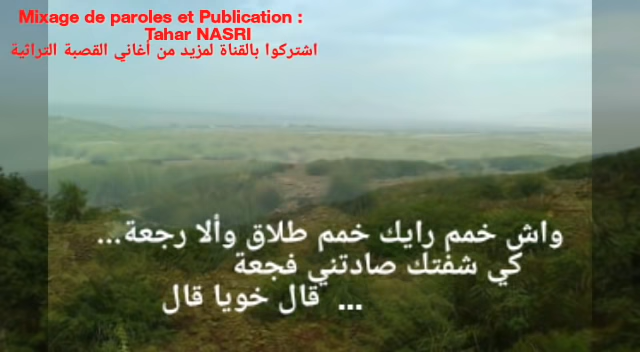 Mixage de paroles et Publication :
Tahar NASRI
اشتركوا بالقناة لمزيد من أغاني القصبة التراثية
واش خمم رايك خمم طلاق وألا رجعة...
كي شفتك صادتني فجعة
... قال خويا قال